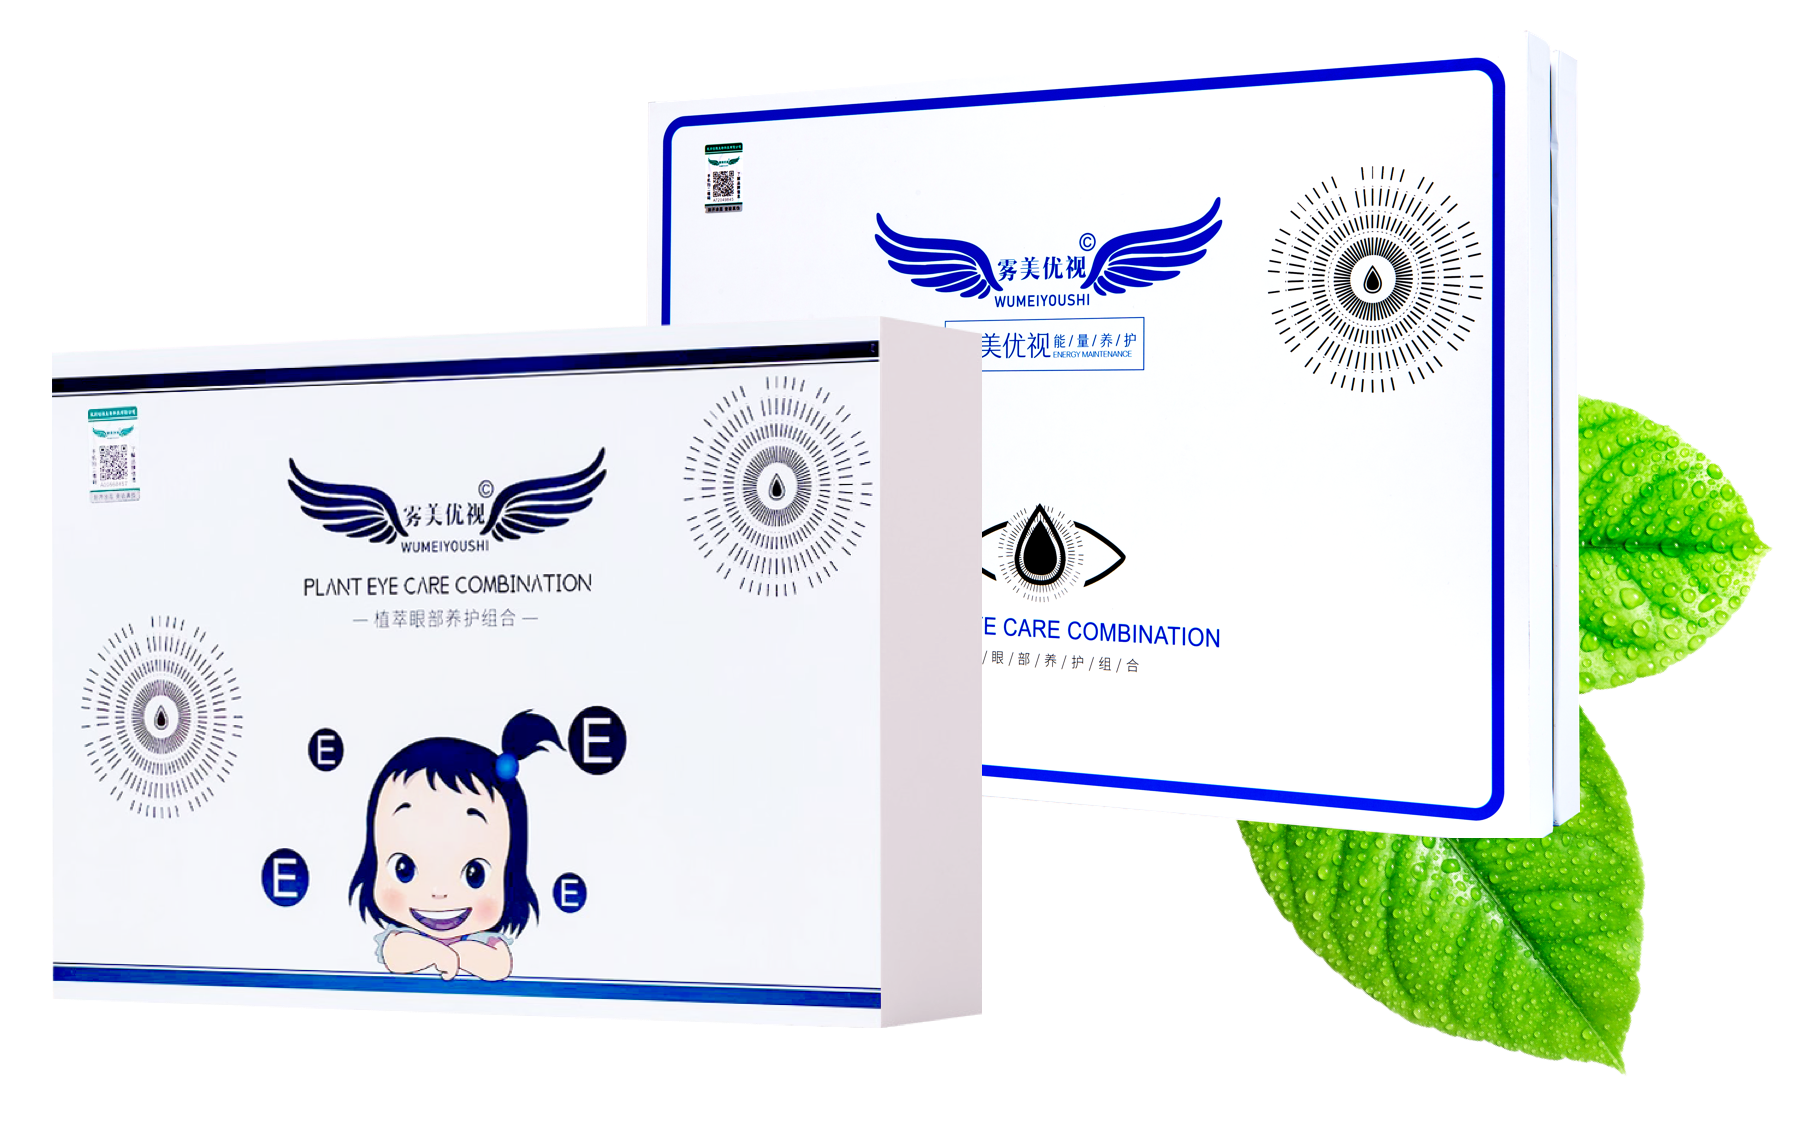 雾美优视
©
WUMEIYOUSHI
美优视 能/量/养/护
ENERGY MAINTENANCE
E CARE COMBINATION
/眼/部/养/护/组/合
雾美优视
©
WUMEIYOUSHI
PLANT EYE CARE COMBINATION
—植萃眼部养护组合—
E
E
E
E